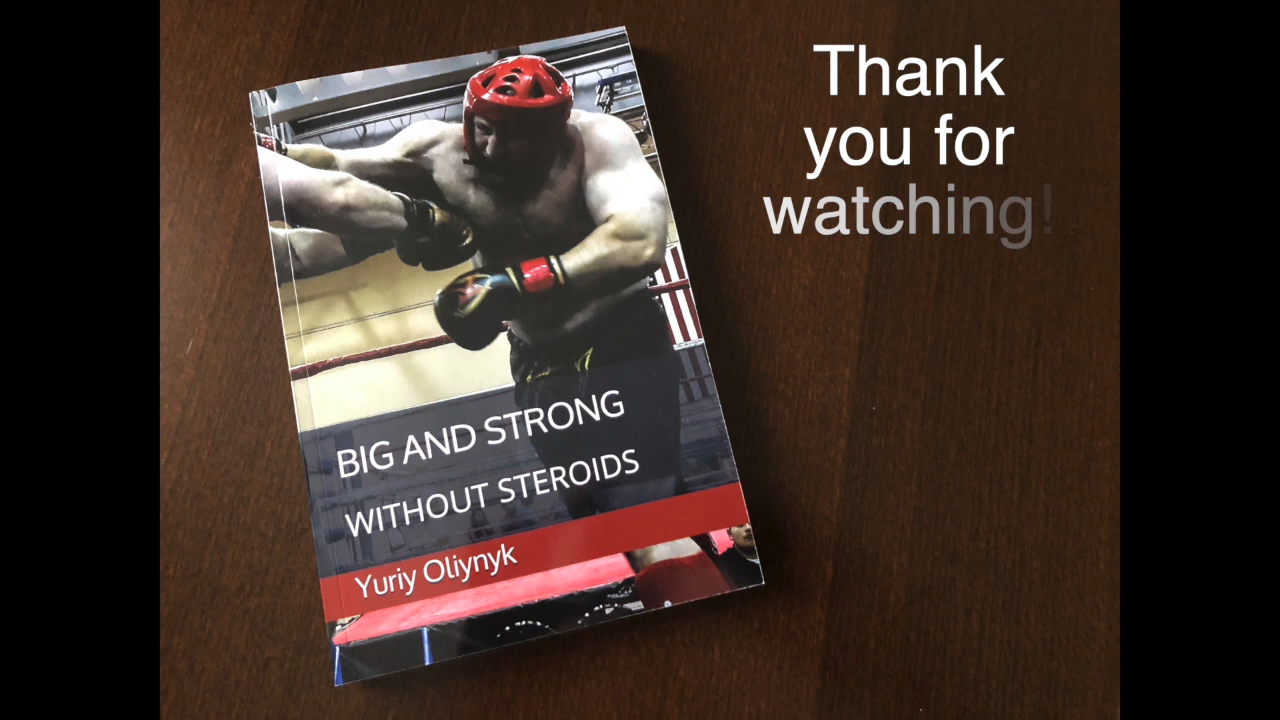 Thank
you for
watching!
BIG AND STRONG
WITHOUT STEROIDS
Yuriy Oliynyk